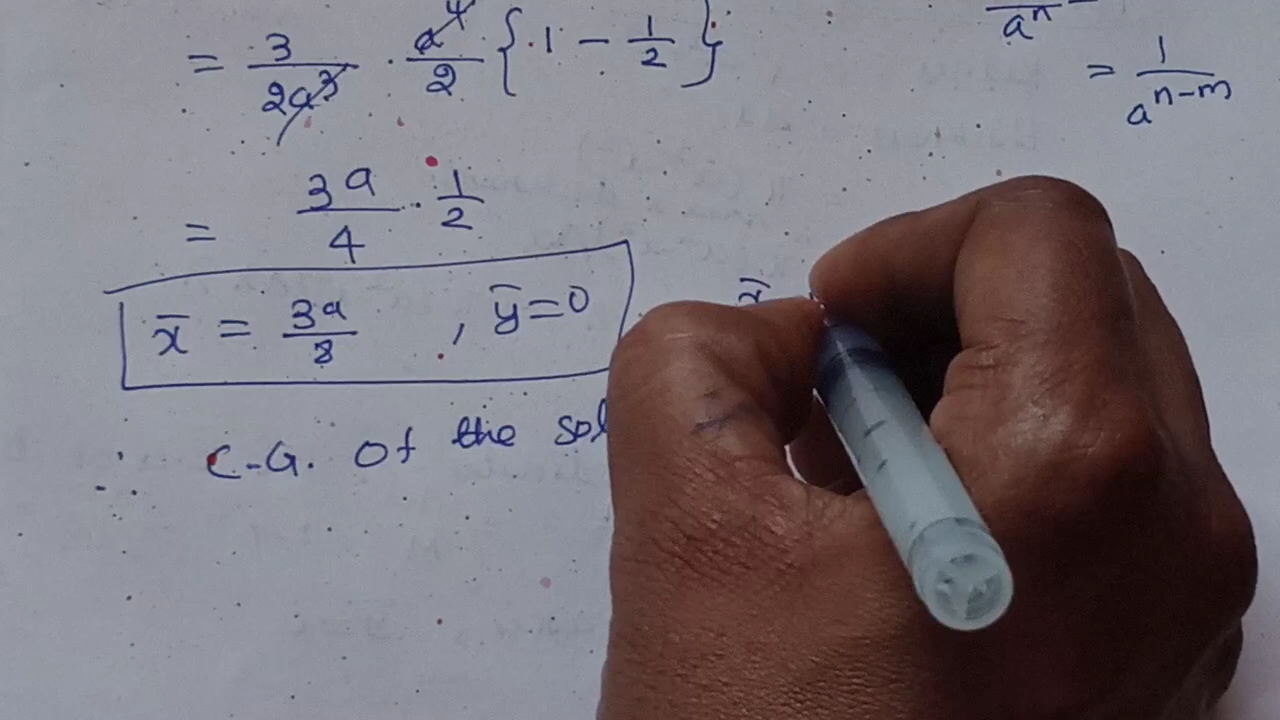 = 3/2a³ · a⁴/2 { 1 − 1/2 }
aⁿ
= 1/aⁿ⁻ᵐ
= 3a/4 · 1/2
x̄ = 3a/8 , ȳ = 0
x̄
∴ C.G. Of the sol